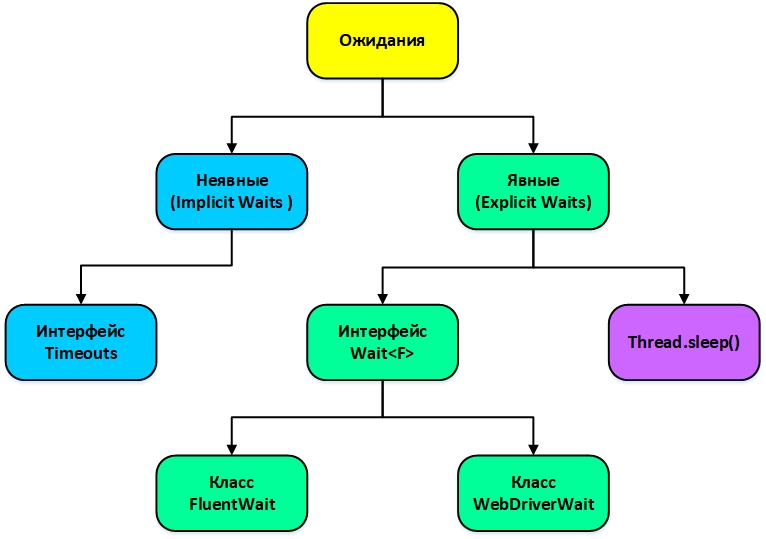 Ожидания
Неявные
(Implicit Waits )
Явные
(Explicit Waits)
Интерфейс
Timeouts
Интерфейс
Wait<F>
Thread.sleep()
Класс
FluentWait
Класс
WebDriverWait